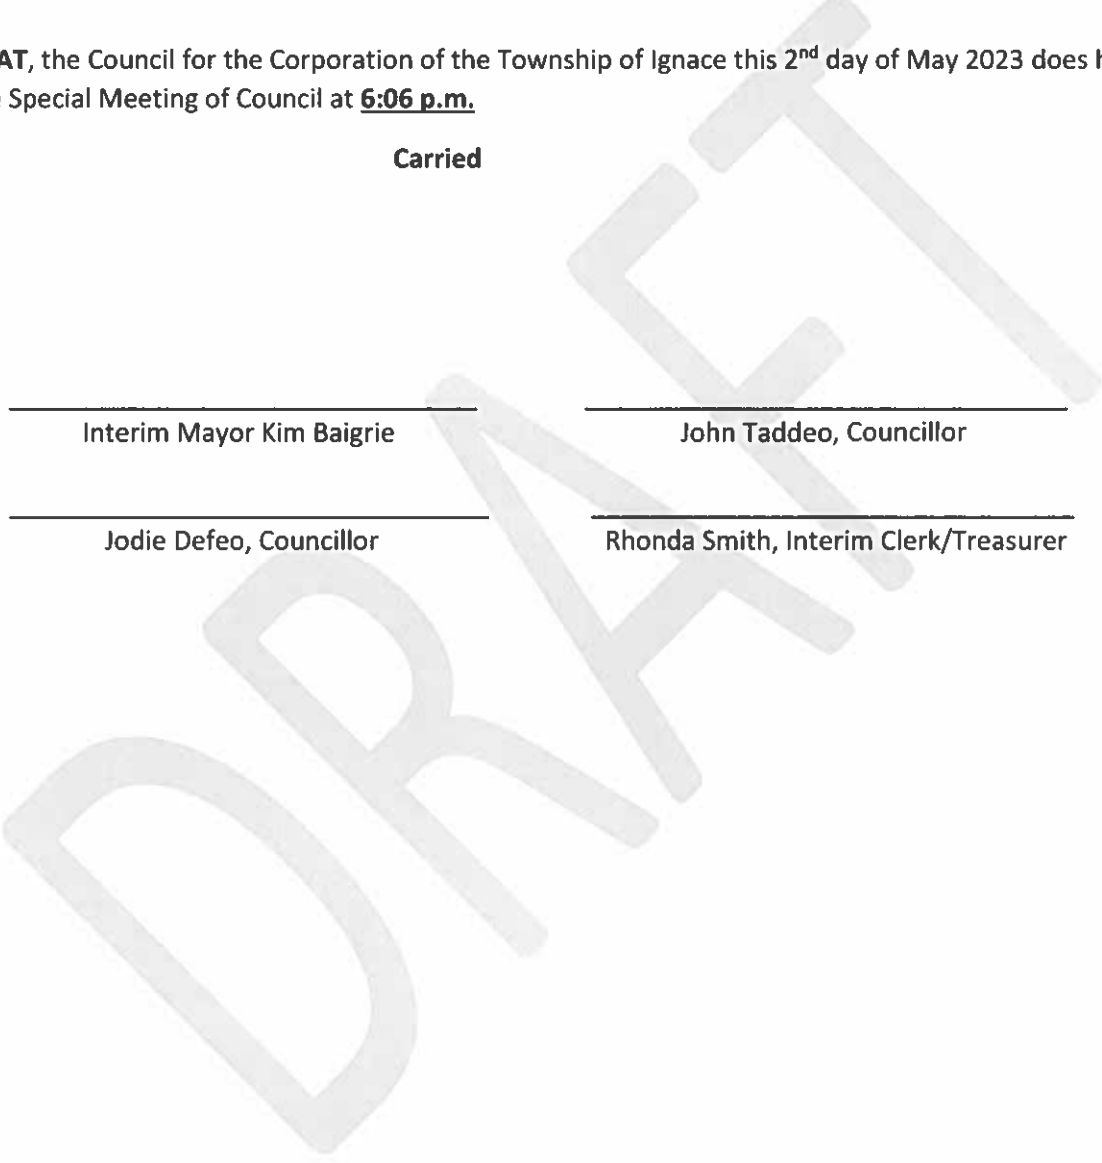 AT, the Council for the Corporation of the Township of Ignace this 2nd day of May 2023 does
Special Meeting of Council at 6:06 p.m.
Carried
Interim Mayor Kim Baigrie
John Taddeo, Councillor
Jodie Defeo, Councillor
Rhonda Smith, Interim Clerk/Treasurer
DRAFT